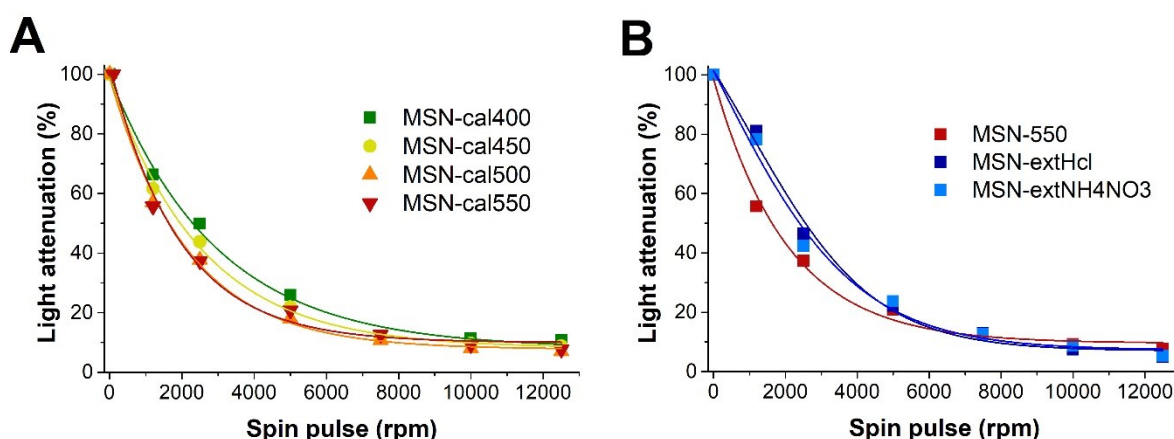 A
Light attenuation (%)
100
80
60
40
20
0
MSN-cal400
MSN-cal450
MSN-cal500
MSN-cal550
0 2000 4000 6000 8000 10000 12000
Spin pulse (rpm)
B
Light attenuation (%)
100
80
60
40
20
0
MSN-550
MSN-extHcl
MSN-extNH4NO3
0 2000 4000 6000 8000 10000 12000
Spin pulse (rpm)